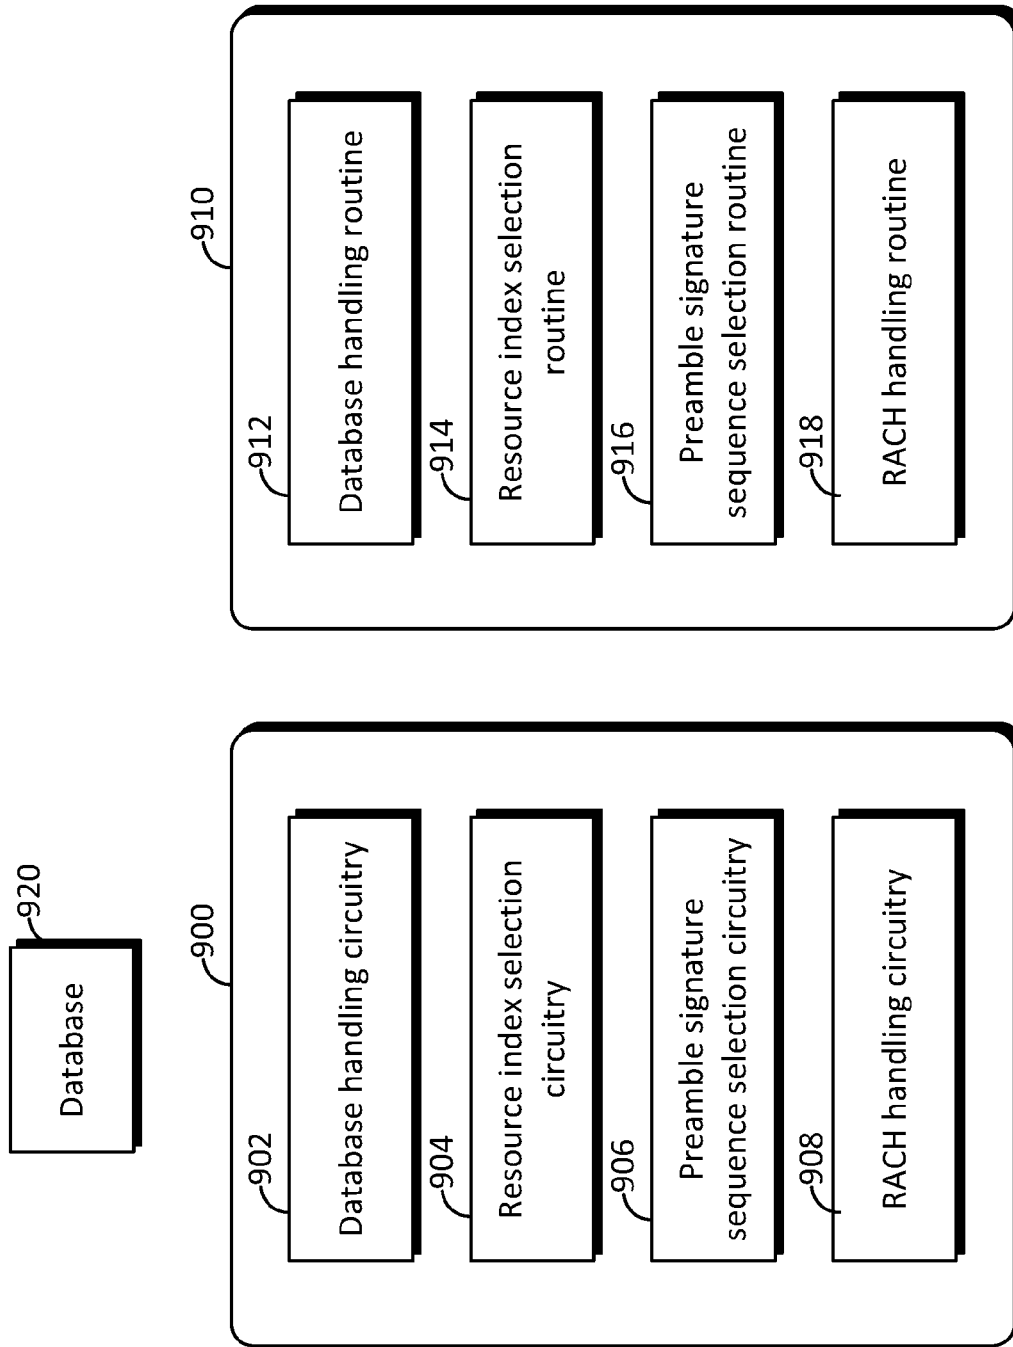 Database
920
900
902
Database handling circuitry
904
Resource index selection
circuitry
906
Preamble signature
sequence selection circuitry
908
RACH handling circuitry
910
912
Database handling routine
914
Resource index selection
routine
916
Preamble signature
sequence selection routine
918
RACH handling routine